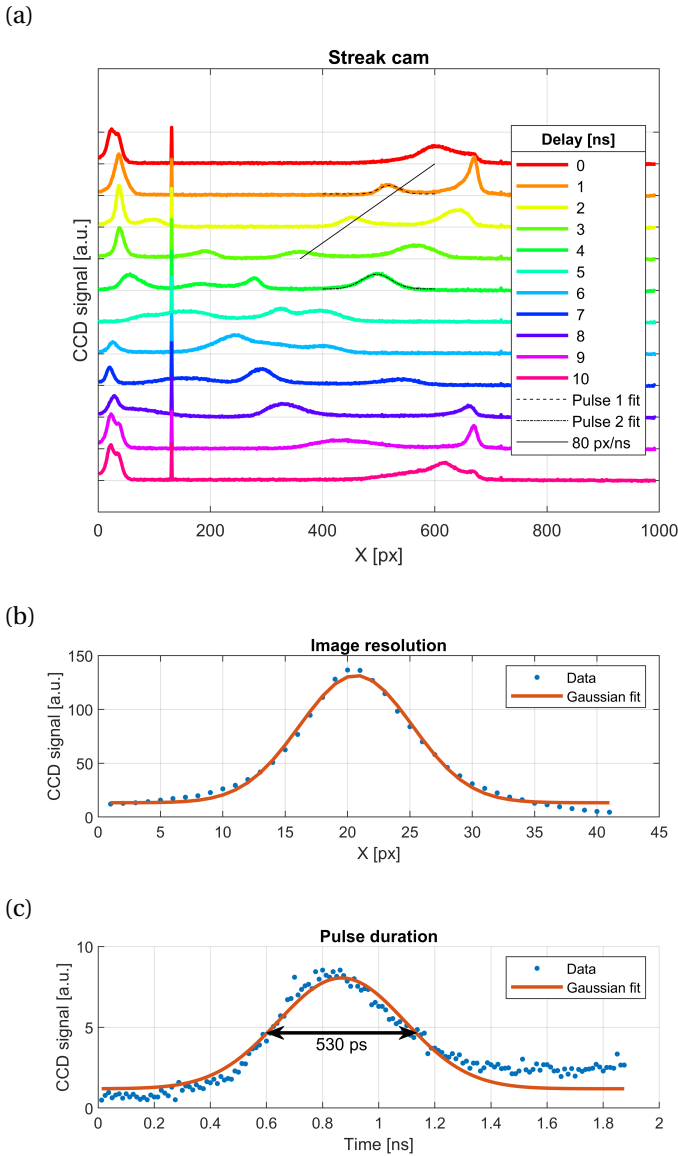 (a)
Streak cam
CCD signal [a.u.]
Delay [ns]
0
1
2
3
4
5
6
7
8
9
10
Pulse 1 fit
Pulse 2 fit
80 px/ns
0 200 400 600 800 1000
X [px]
(b)
Image resolution
CCD signal [a.u.]
150
100
50
0
Data
Gaussian fit
0 5 10 15 20 25 30 35 40 45
X [px]
(c)
Pulse duration
CCD signal [a.u.]
10
5
0
Data
Gaussian fit
530 ps
0 0.2 0.4 0.6 0.8 1 1.2 1.4 1.6 1.8 2
Time [ns]